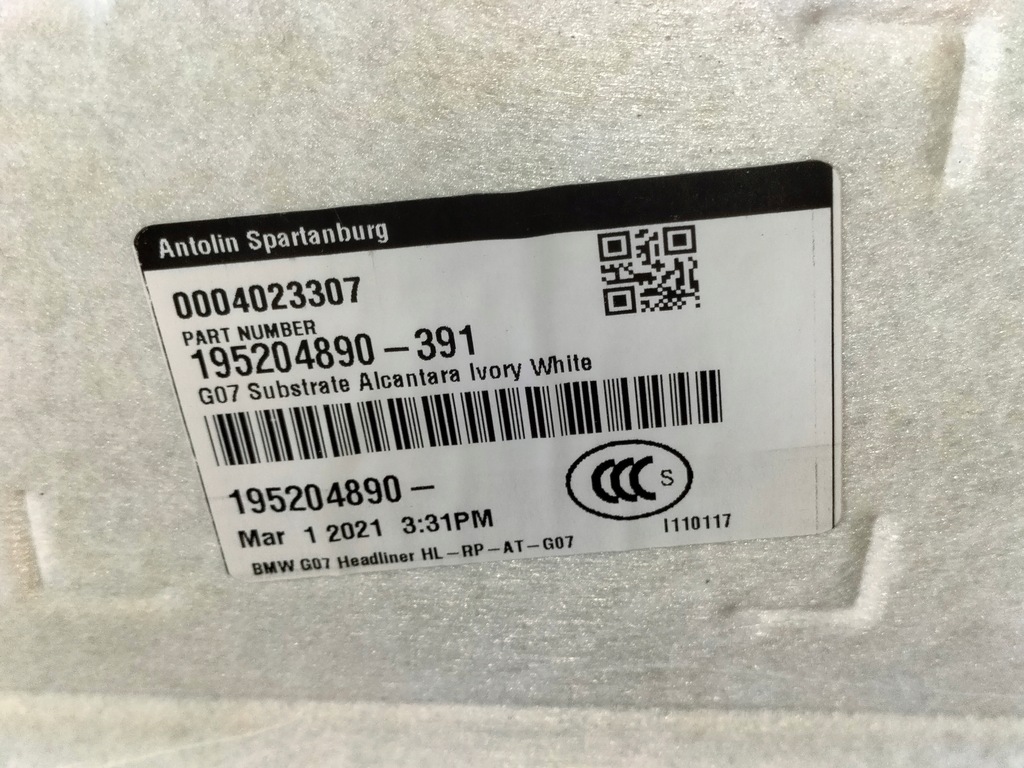 Antolin Spartanburg
0004023307
PART NUMBER
195204890-391
G07 Substrate Alcantara Ivory White
195204890-
CCC S
Mar 1 2021 3:31PM
I110117
BMW G07 Headliner HL-RP-AT-G07